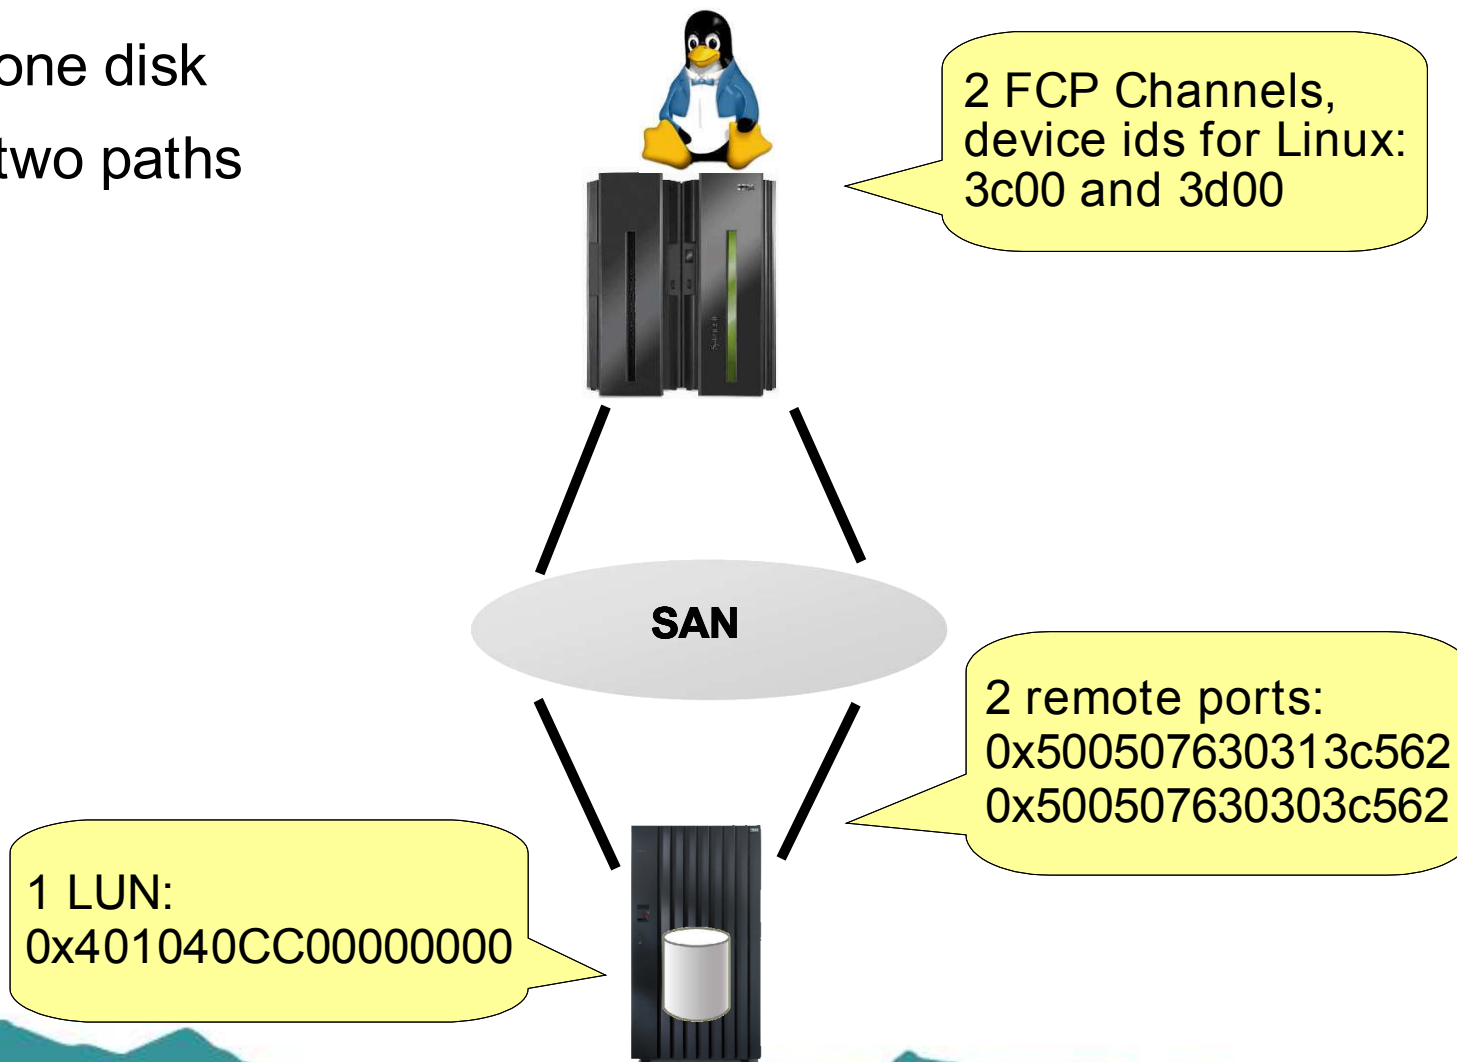 one disk
two paths
2 FCP Channels,
device ids for Linux:
3c00 and 3d00
SAN
2 remote ports:
0x500507630313c562
0x500507630303c562
1 LUN:
0x401040CC00000000